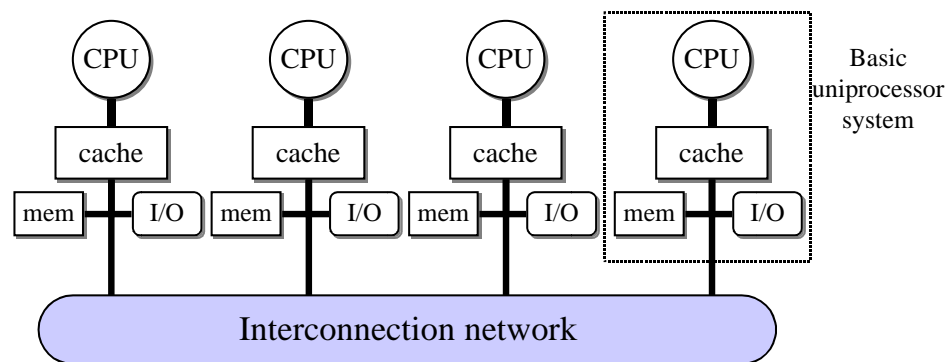 CPU CPU CPU CPU
Basic
uniprocessor
system
cache cache cache cache
mem I/O mem I/O mem I/O mem I/O
Interconnection network